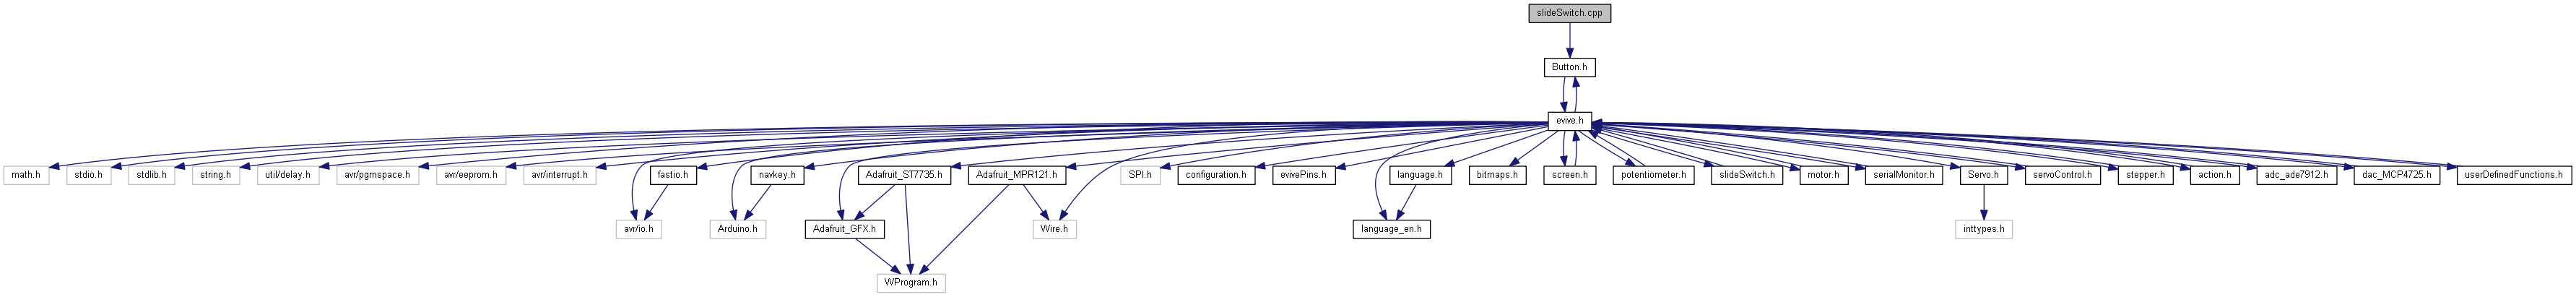 slideSwitch.cpp
Button.h
evive.h
math.h
stdio.h
stdlib.h
string.h
util/delay.h
avr/pgmspace.h
avr/eeprom.h
avr/interrupt.h
fastio.h
navkey.h
Adafruit_ST7735.h
Adafruit_MPR121.h
SPI.h
configuration.h
evivePins.h
language.h
bitmaps.h
screen.h
potentiometer.h
slideSwitch.h
motor.h
serialMonitor.h
Servo.h
servoControl.h
stepper.h
action.h
adc_ade7912.h
dac_MCP4725.h
userDefinedFunctions.h
avr/io.h
Arduino.h
Adafruit_GFX.h
Wire.h
language_en.h
inttypes.h
WProgram.h